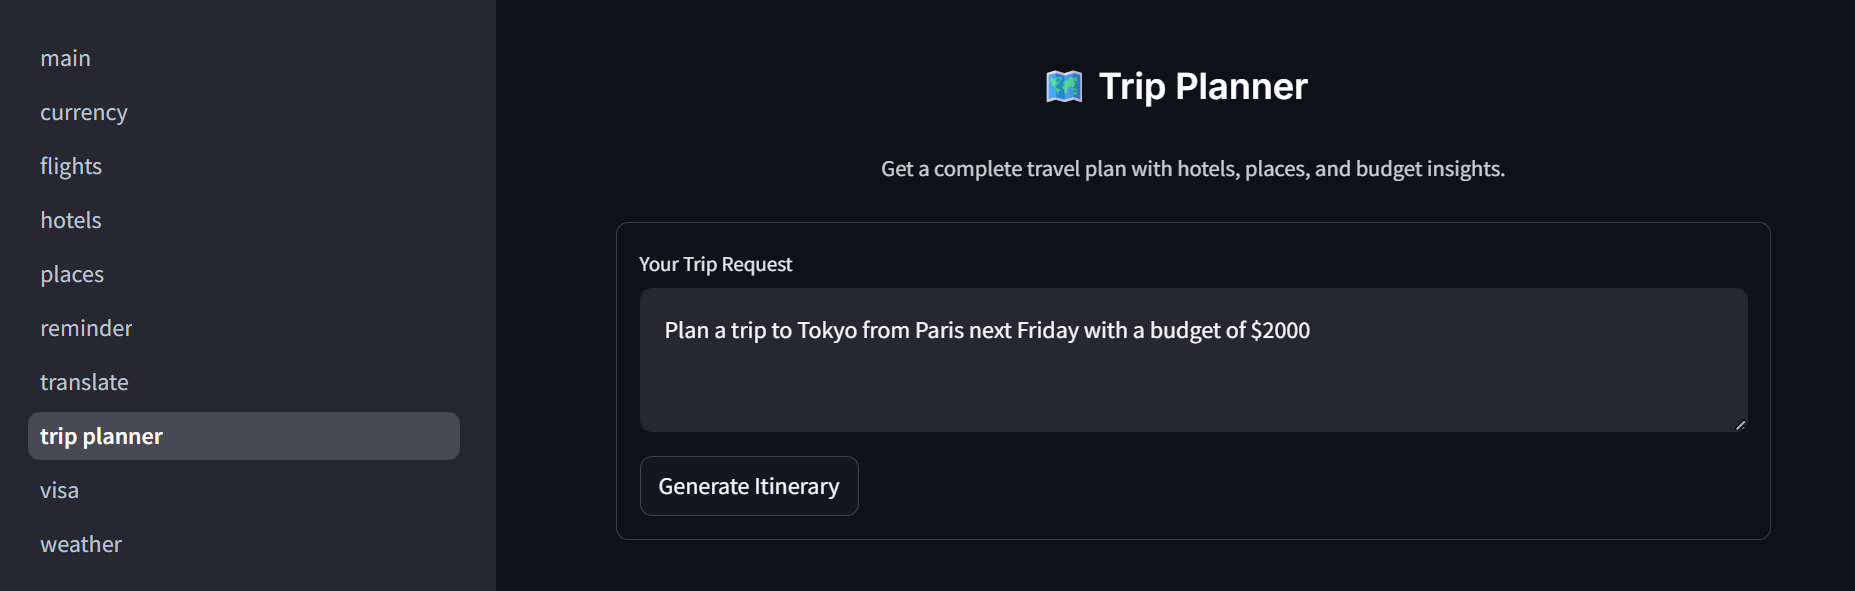 main
currency
flights
hotels
places
reminder
translate
trip planner
visa
weather
Trip Planner
Get a complete travel plan with hotels, places, and budget insights.
Your Trip Request
Plan a trip to Tokyo from Paris next Friday with a budget of $2000
Generate Itinerary